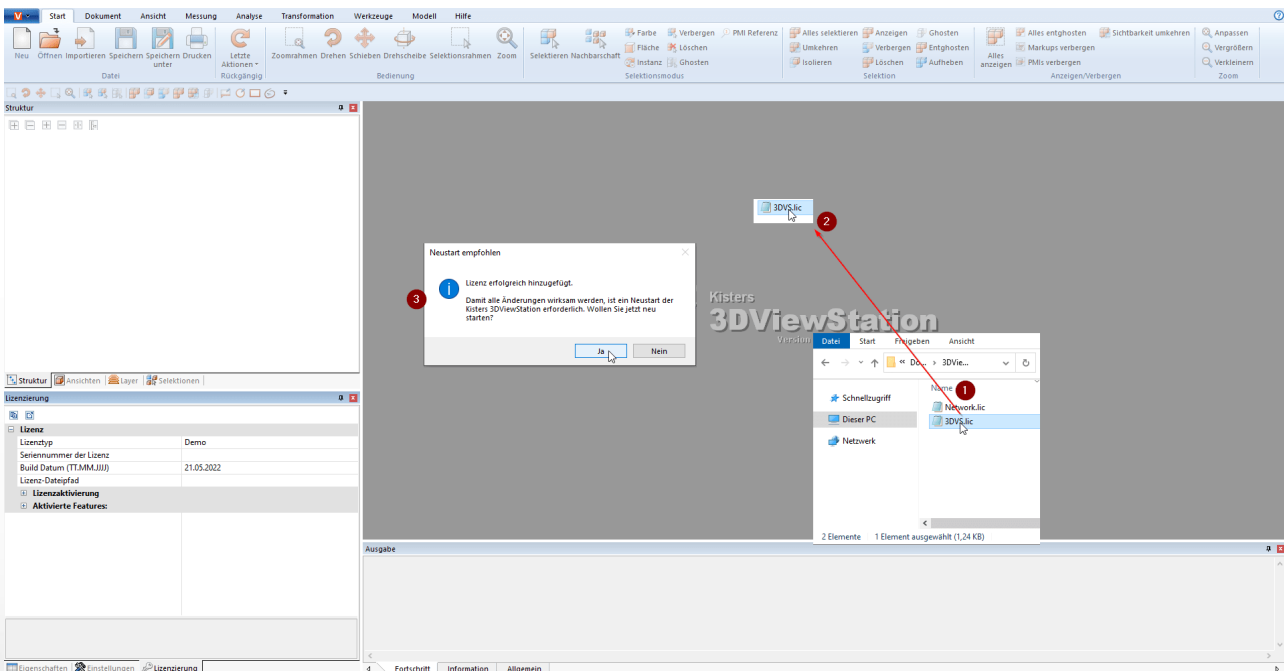 Start Dokument Ansicht Messung Analyse Transformation Werkzeuge Modell Hilfe
Neu Öffnen Importieren Speichern Speichern unter Drucken
Datei
Letzte Aktionen
Rückgängig
Zoomrahmen Drehen Schieben Drehscheibe Selektionsrahmen Zoom
Bedienung
Selektieren Nachbarschaft
Farbe Verbergen PMI Referenz
Fläche Löschen
Instanz Ghosten
Selektionsmodus
Alles selektieren Anzeigen Ghosten
Umkehren Verbergen Entghosten
Isolieren Löschen Aufheben
Selektion
Alles anzeigen
Alles entghosten Sichtbarkeit umkehren
Markups verbergen
PMIs verbergen
Anzeigen/Verbergen
Anpassen
Vergrößern
Verkleinern
Zoom
Struktur
3DVS.lic
2
Neustart empfohlen
Lizenz erfolgreich hinzugefügt.
3
Damit alle Änderungen wirksam werden, ist ein Neustart der
Kisters 3DViewStation erforderlich. Wollen Sie jetzt neu
starten?
Ja Nein
Kisters
3DViewStation
Version
Datei Start Freigeben Ansicht
« Do... › 3DVie...
Name
1
Schnellzugriff
Network.lic
Dieser PC
3DVS.lic
Netzwerk
2 Elemente 1 Element ausgewählt (1,24 KB)
Struktur Ansichten Layer Selektionen
Lizenzierung
Lizenz
Lizenztyp Demo
Seriennummer der Lizenz
Build Datum (TT.MM.JJJJ) 21.05.2022
Lizenz-Dateipfad
Lizenzaktivierung
Aktivierte Features:
Ausgabe
Eigenschaften Einstellungen Lizenzierung
Fortschritt Information Allgemein